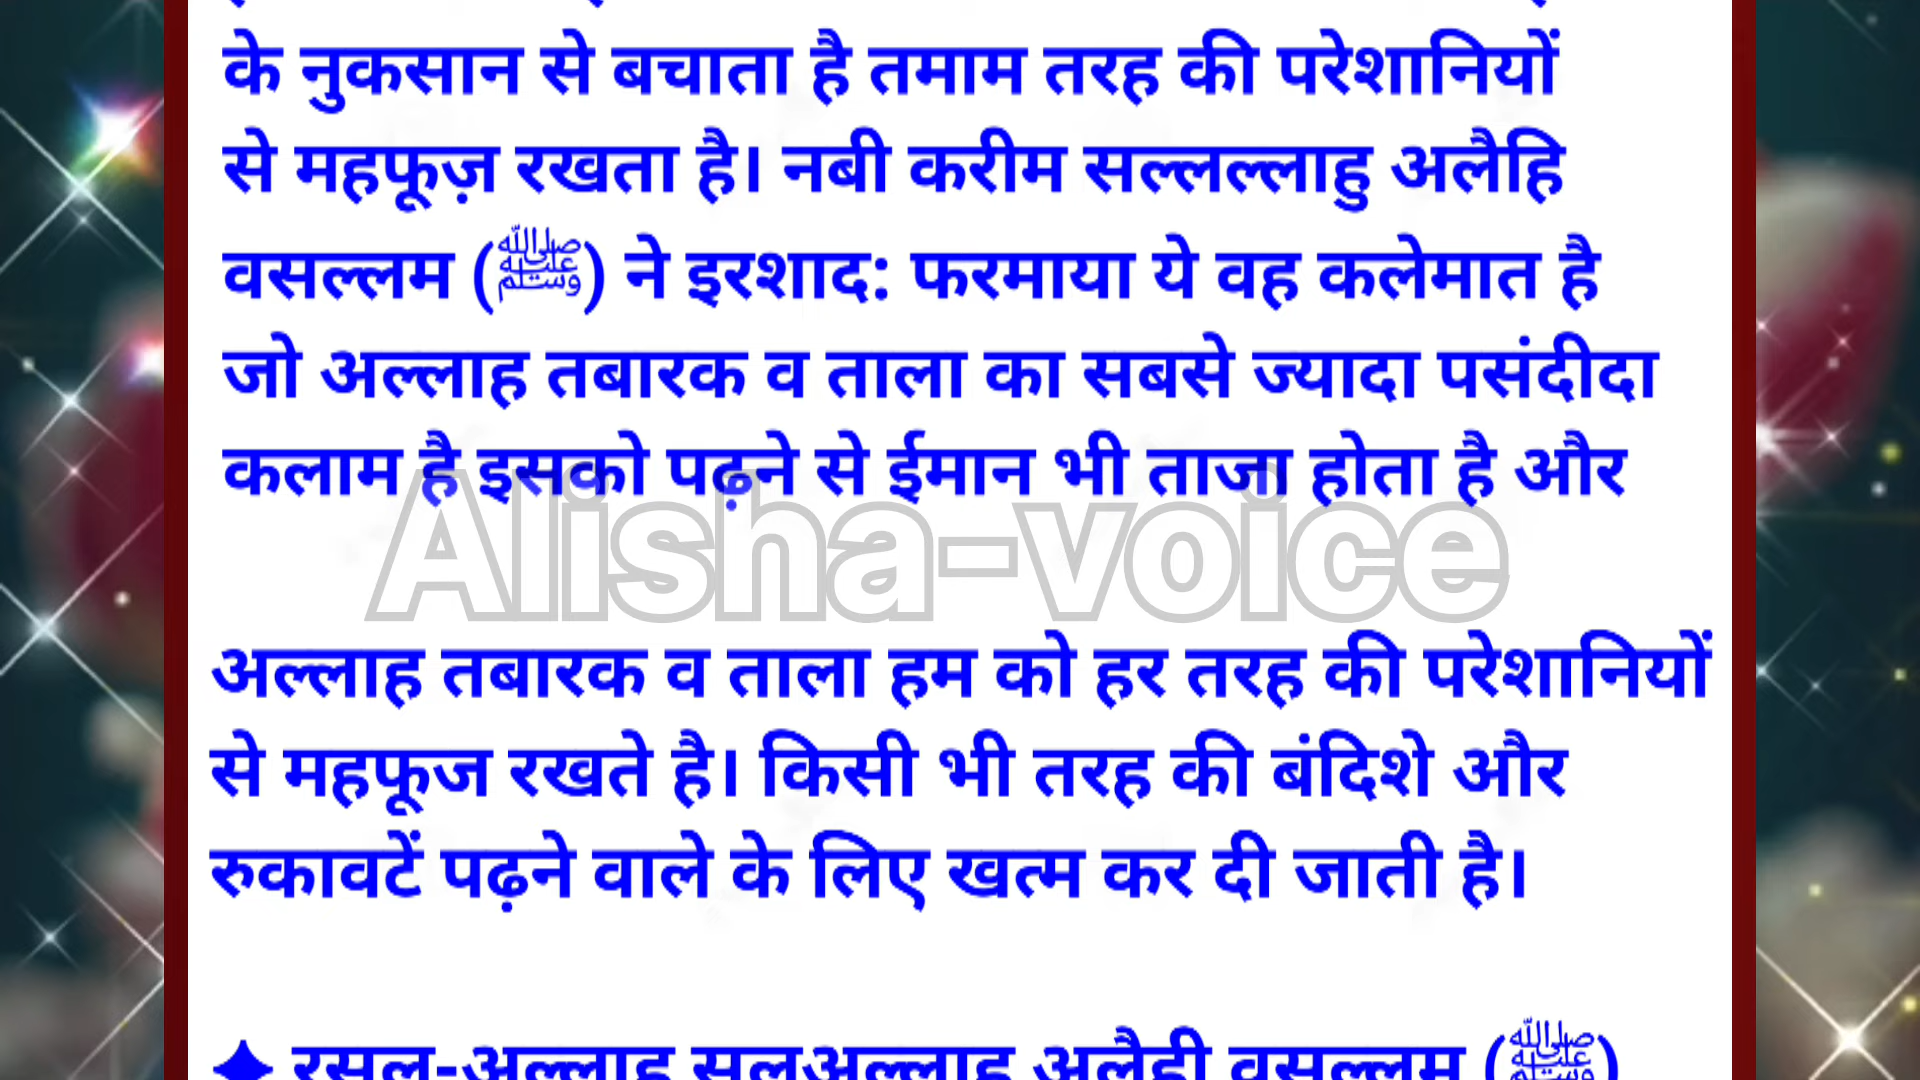 के नुकसान से बचाता है तमाम तरह की परेशानियों
से महफूज़ रखता है। नबी करीम सल्लल्लाहु अलैहि
वसल्लम (ﷺ) ने इरशाद: फरमाया ये वह कलेमात है
जो अल्लाह तबारक व ताला का सबसे ज्यादा पसंदीदा
कलाम है इसको पढ़ने से ईमान भी ताजा होता है और
Alisha-voice
अल्लाह तबारक व ताला हम को हर तरह की परेशानियों
से महफूज रखते है। किसी भी तरह की बंदिशे और
रुकावटें पढ़ने वाले के लिए खत्म कर दी जाती है।
✦ रसूल-अल्लाह सलअल्लाहु अलैही वसल्लम (ﷺ)